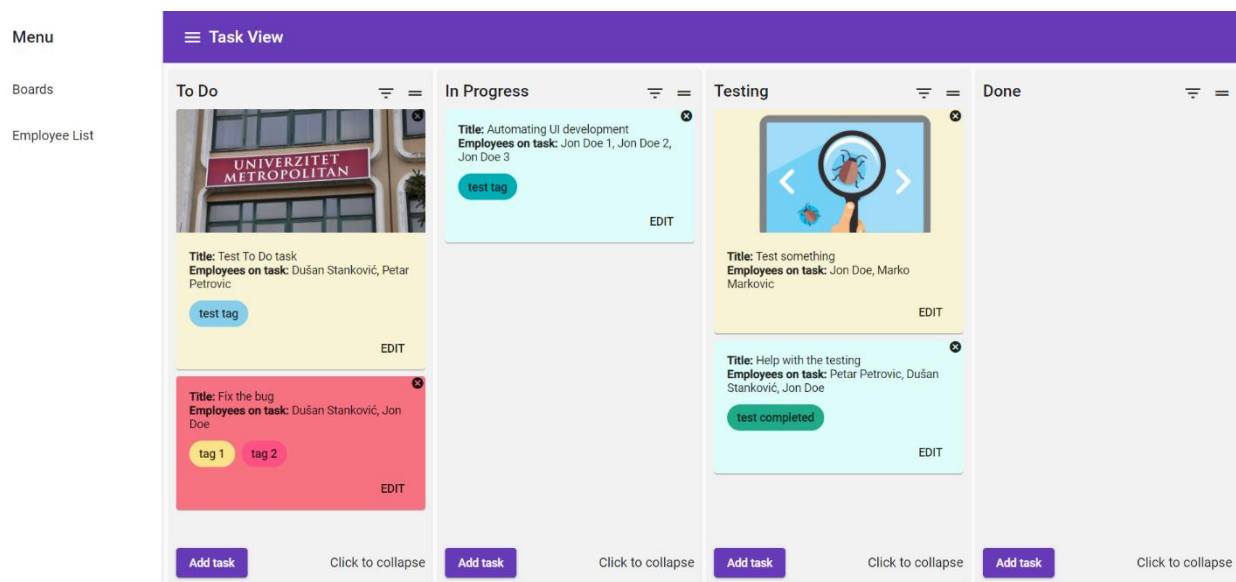 Menu
Boards
Employee List
Task View
To Do
UNIVERZITET
METROPOLITAN
Title: Test To Do task
Employees on task: Dušan Stanković, Petar
Petrovic
test tag
EDIT
Title: Fix the bug
Employees on task: Dušan Stanković, Jon
Doe
tag 1
tag 2
EDIT
Add task
Click to collapse
In Progress
Title: Automating UI development
Employees on task: Jon Doe 1, Jon Doe 2,
Jon Doe 3
test tag
EDIT
Add task
Click to collapse
Testing
Title: Test something
Employees on task: Jon Doe, Marko
Markovic
EDIT
Title: Help with the testing
Employees on task: Petar Petrovic, Dušan
Stanković, Jon Doe
test completed
EDIT
Add task
Click to collapse
Done
Add task
Click to collapse